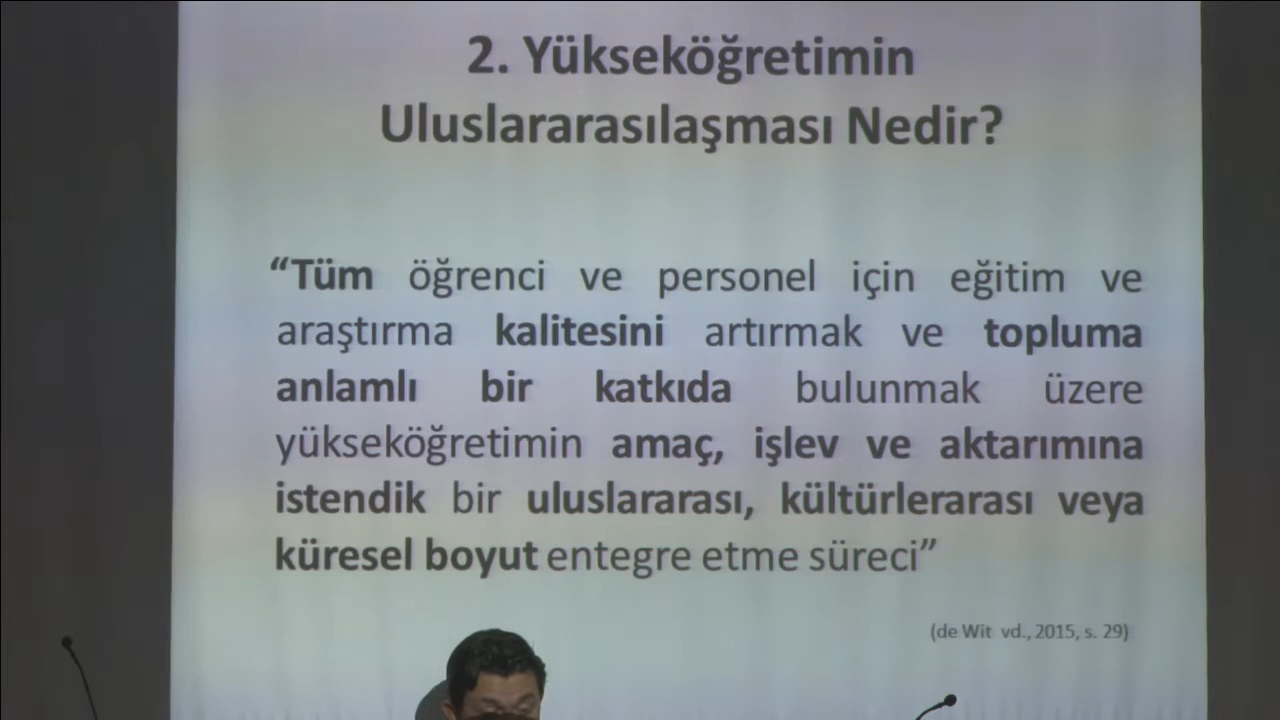 2. Yükseköğretimin
Uluslararasılaşması Nedir?
“Tüm öğrenci ve personel için eğitim ve
araştırma kalitesini artırmak ve topluma
anlamlı bir katkıda bulunmak üzere
yükseköğretimin amaç, işlev ve aktarımına
istendik bir uluslararası, kültürlerarası veya
küresel boyut entegre etme süreci”
(de Wit vd., 2015, s. 29)